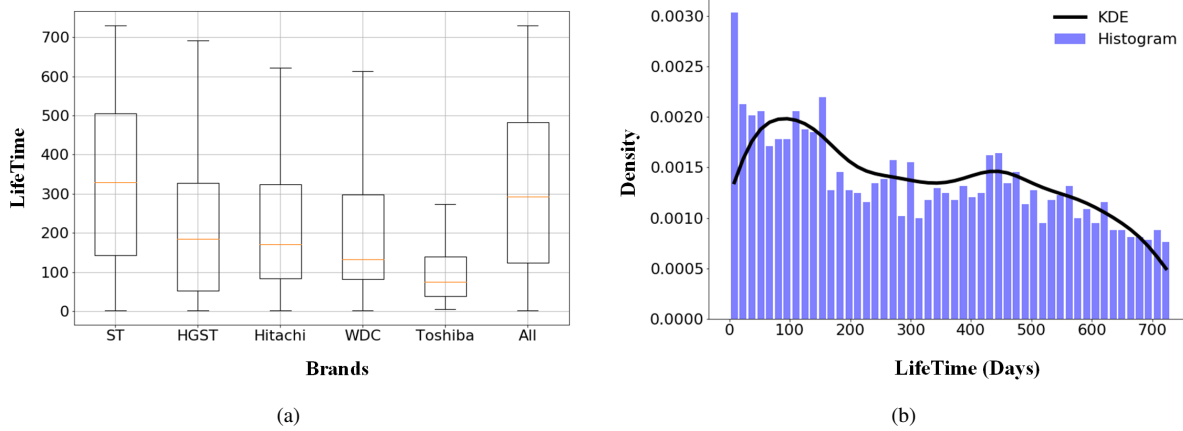 700
600
500
400
300
200
100
0
LifeTime
ST HGST Hitachi WDC Toshiba All
Brands
(a)
0.0030
0.0025
0.0020
0.0015
0.0010
0.0005
0.0000
Density
KDE
Histogram
0 100 200 300 400 500 600 700
LifeTime (Days)
(b)